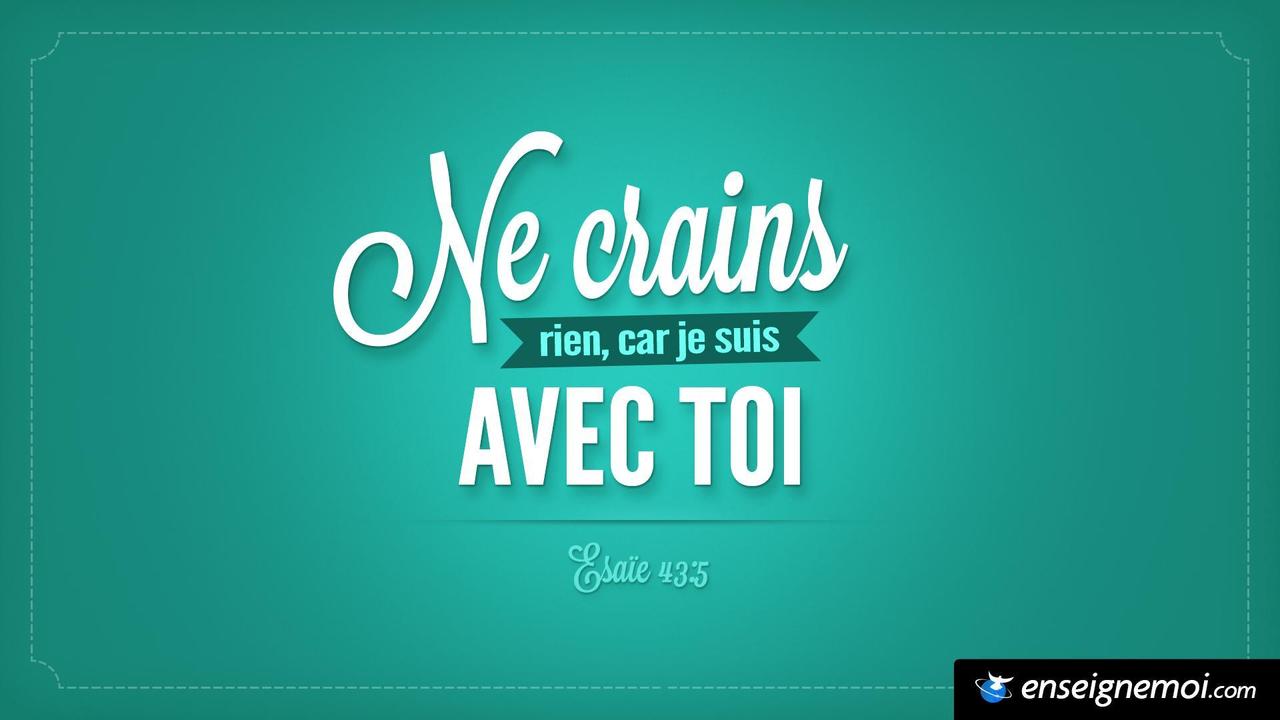 Ne crains
rien, car je suis
AVEC TOI
Esaïe 43:5
enseignemoi.com